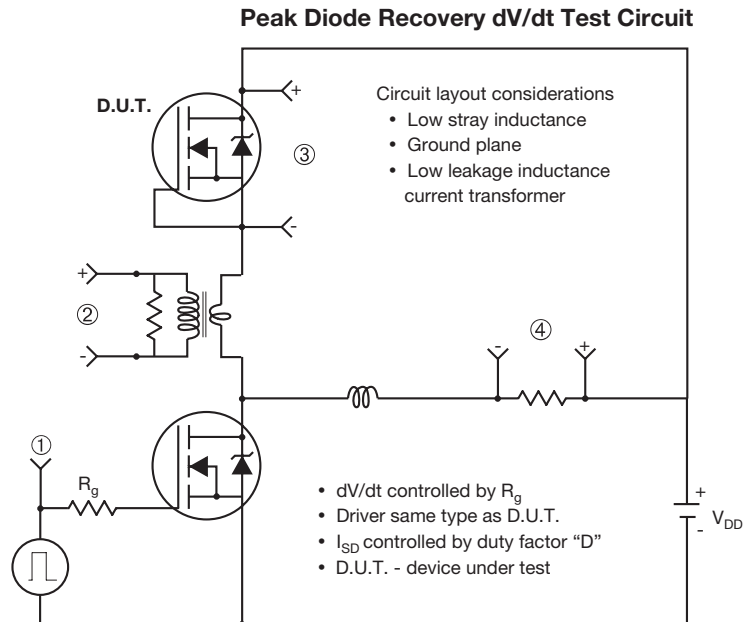 Peak Diode Recovery dV/dt Test Circuit
D.U.T.
+
Circuit layout considerations
• Low stray inductance
• Ground plane
• Low leakage inductance
current transformer
③
-
+
②
-
④
- +
①
R_g
• dV/dt controlled by R_g
• Driver same type as D.U.T.
• I_SD controlled by duty factor “D”
• D.U.T. - device under test
+
V_DD
-